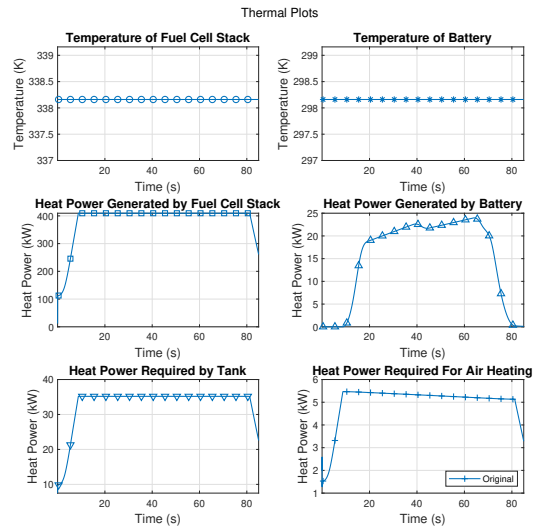 Thermal Plots
Temperature of Fuel Cell Stack
Temperature (K)
339
338.5
338
337.5
337
20 40 60 80
Time (s)
Temperature of Battery
Temperature (K)
299
298.5
298
297.5
297
20 40 60 80
Time (s)
Heat Power Generated by Fuel Cell Stack
Heat Power (kW)
400
300
200
100
0
20 40 60 80
Time (s)
Heat Power Generated by Battery
Heat Power (kW)
25
20
15
10
5
0
20 40 60 80
Time (s)
Heat Power Required by Tank
Heat Power (kW)
40
30
20
10
20 40 60 80
Time (s)
Heat Power Required For Air Heating
Heat Power (kW)
6
5
4
3
2
1
20 40 60 80
Time (s)
Original